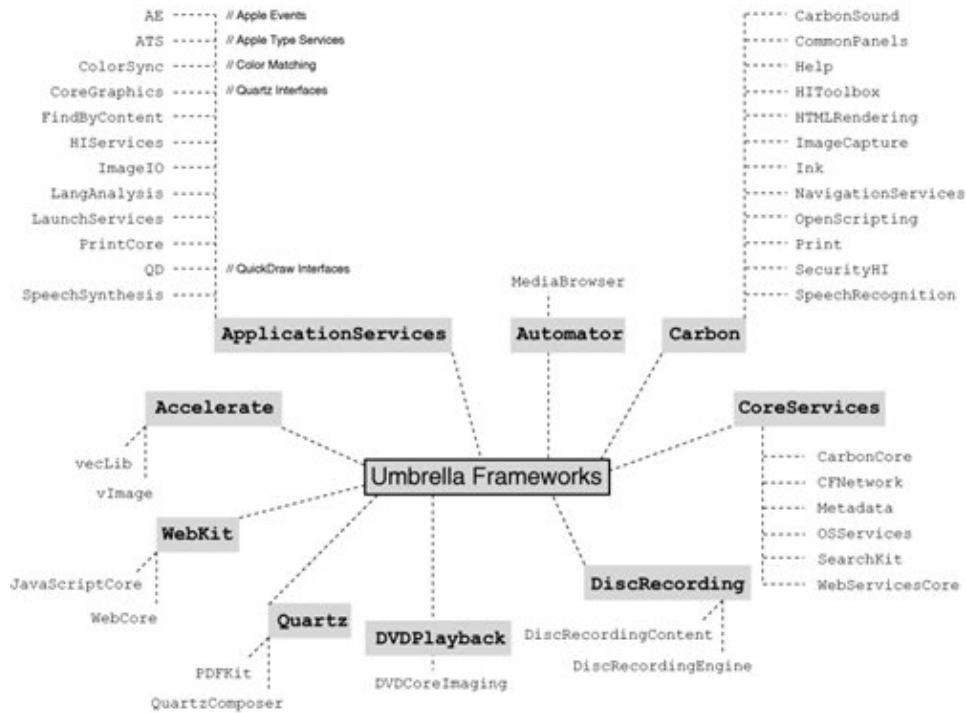 AE // Apple Events
ATS // Apple Type Services
ColorSync // Color Matching
CoreGraphics // Quartz Interfaces
FindByContent
HIServices
ImageIO
LangAnalysis
LaunchServices
PrintCore
QD // QuickDraw Interfaces
SpeechSynthesis
ApplicationServices
MediaBrowser
Automator
CarbonSound
CommonPanels
Help
HIToolbox
HTMLRendering
ImageCapture
Ink
NavigationServices
OpenScripting
Print
SecurityHI
SpeechRecognition
Carbon
Accelerate
vecLib
vImage
Umbrella Frameworks
CoreServices
CarbonCore
CFNetwork
Metadata
OSServices
SearchKit
WebServicesCore
WebKit
JavaScriptCore
WebCore
Quartz
PDFKit
QuartzComposer
DVDPlayback
DVDCoreImaging
DiscRecording
DiscRecordingContent
DiscRecordingEngine